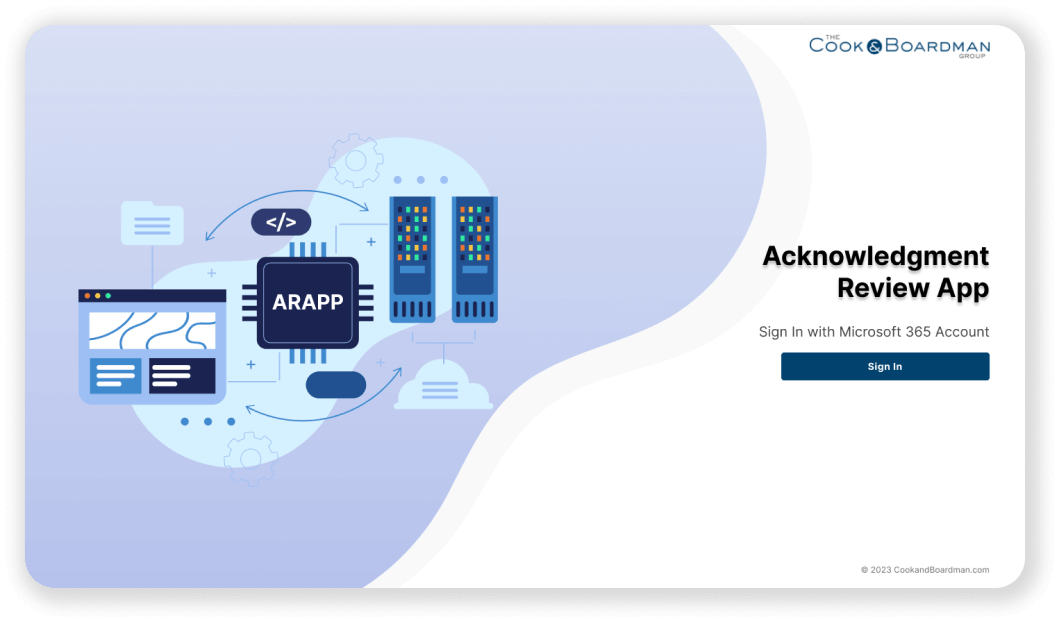 THE
COOK & BOARDMAN
GROUP
</>
ARAPP
Acknowledgment
Review App
Sign In with Microsoft 365 Account
Sign In
© 2023 CookandBoardman.com